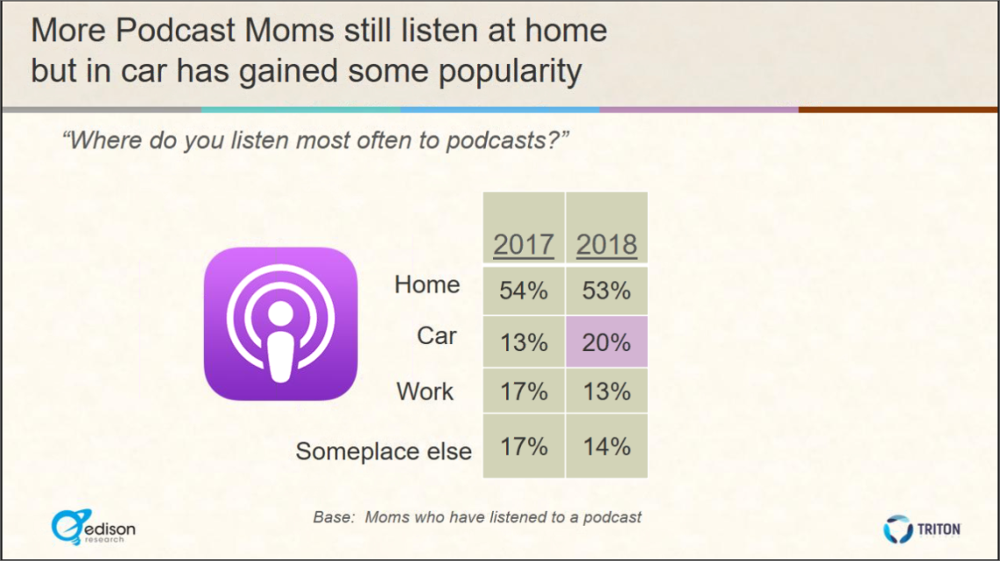 More Podcast Moms still listen at home
but in car has gained some popularity
“Where do you listen most often to podcasts?”
2017 2018
Home 54% 53%
Car 13% 20%
Work 17% 13%
Someplace else 17% 14%
Base: Moms who have listened to a podcast
edison
research
TRITON